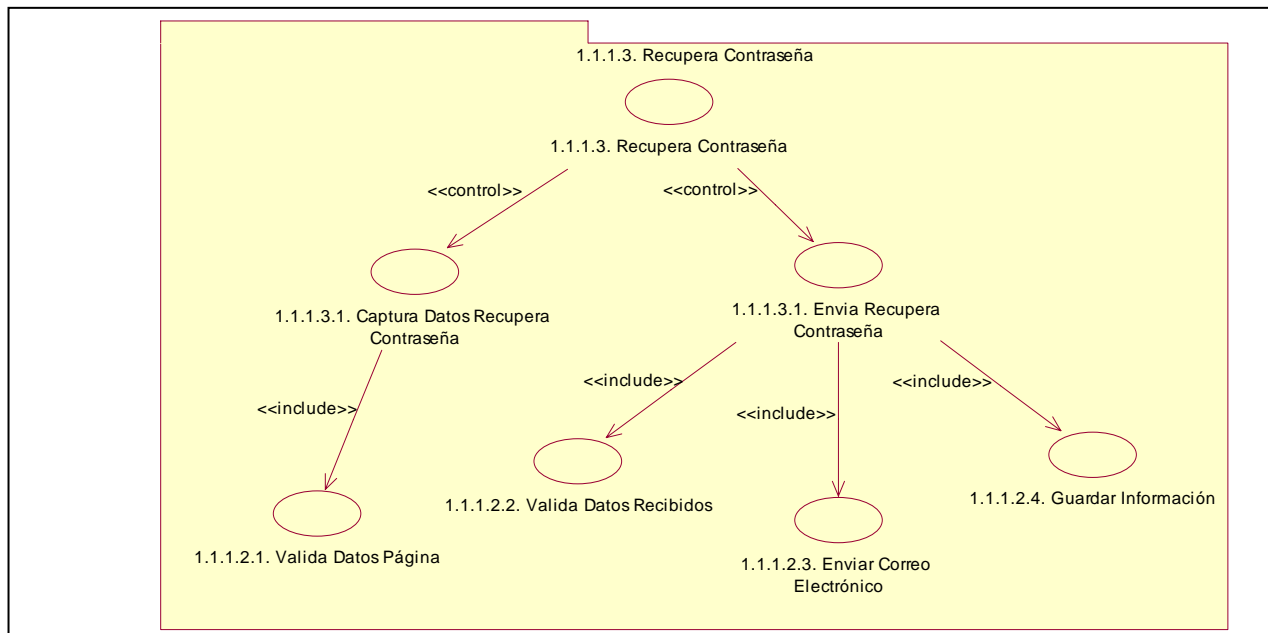 1.1.1.3. Recupera Contraseña
1.1.1.3. Recupera Contraseña
<<control>>
<<control>>
1.1.1.3.1. Captura Datos Recupera
Contraseña
1.1.1.3.1. Envia Recupera
Contraseña
<<include>>
<<include>>
<<include>>
<<include>>
1.1.1.2.2. Valida Datos Recibidos
1.1.1.2.4. Guardar Información
1.1.1.2.1. Valida Datos Página
1.1.1.2.3. Enviar Correo
Electrónico